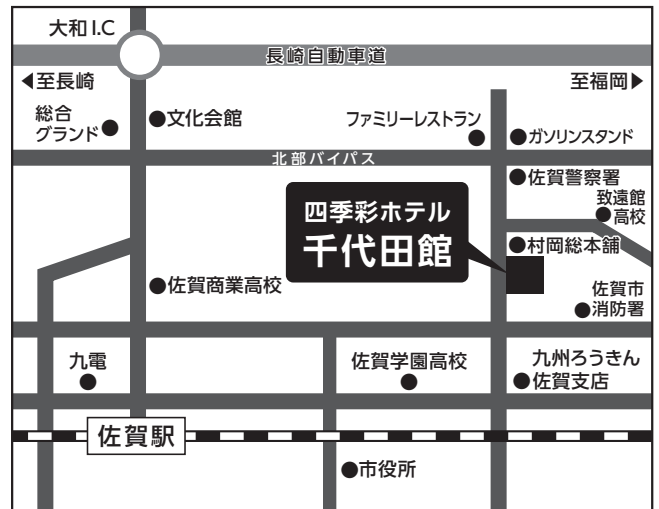 大和I.C
長崎自動車道
◀至長崎
至福岡▶
総合
グランド
文化会館
ファミリーレストラン
ガソリンスタンド
北部バイパス
佐賀警察署
致遠館
高校
四季彩ホテル
千代田館
村岡総本舗
佐賀商業高校
佐賀市
消防署
九電
佐賀学園高校
九州ろうきん
佐賀支店
佐賀駅
市役所